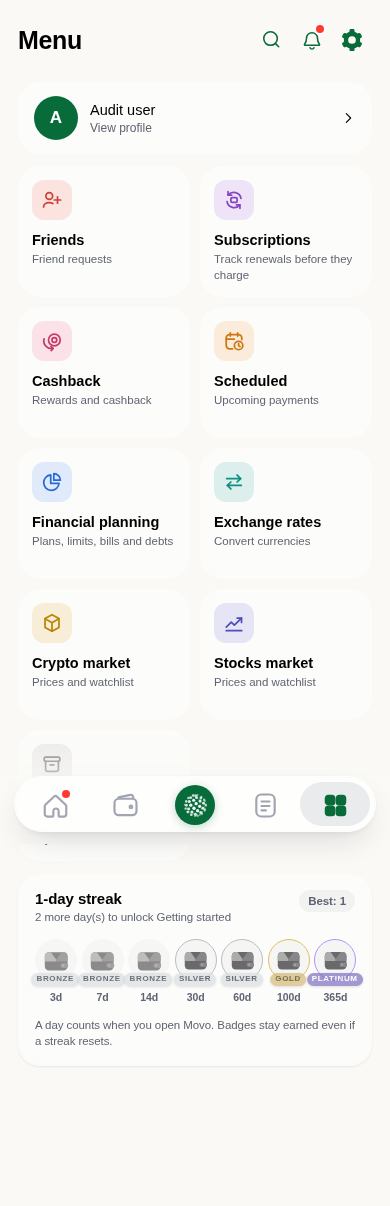 Menu
A
Audit user
View profile
Friends
Friend requests
Subscriptions
Track renewals before they
charge
Cashback
Rewards and cashback
Scheduled
Upcoming payments
Financial planning
Plans, limits, bills and debts
Exchange rates
Convert currencies
Crypto market
Prices and watchlist
Stocks market
Prices and watchlist
1-day streak
Best: 1
2 more day(s) to unlock Getting started
BRONZE BRONZE BRONZE SILVER SILVER GOLD PLATINUM
3d 7d 14d 30d 60d 100d 365d
A day counts when you open Movo. Badges stay earned even if
a streak resets.